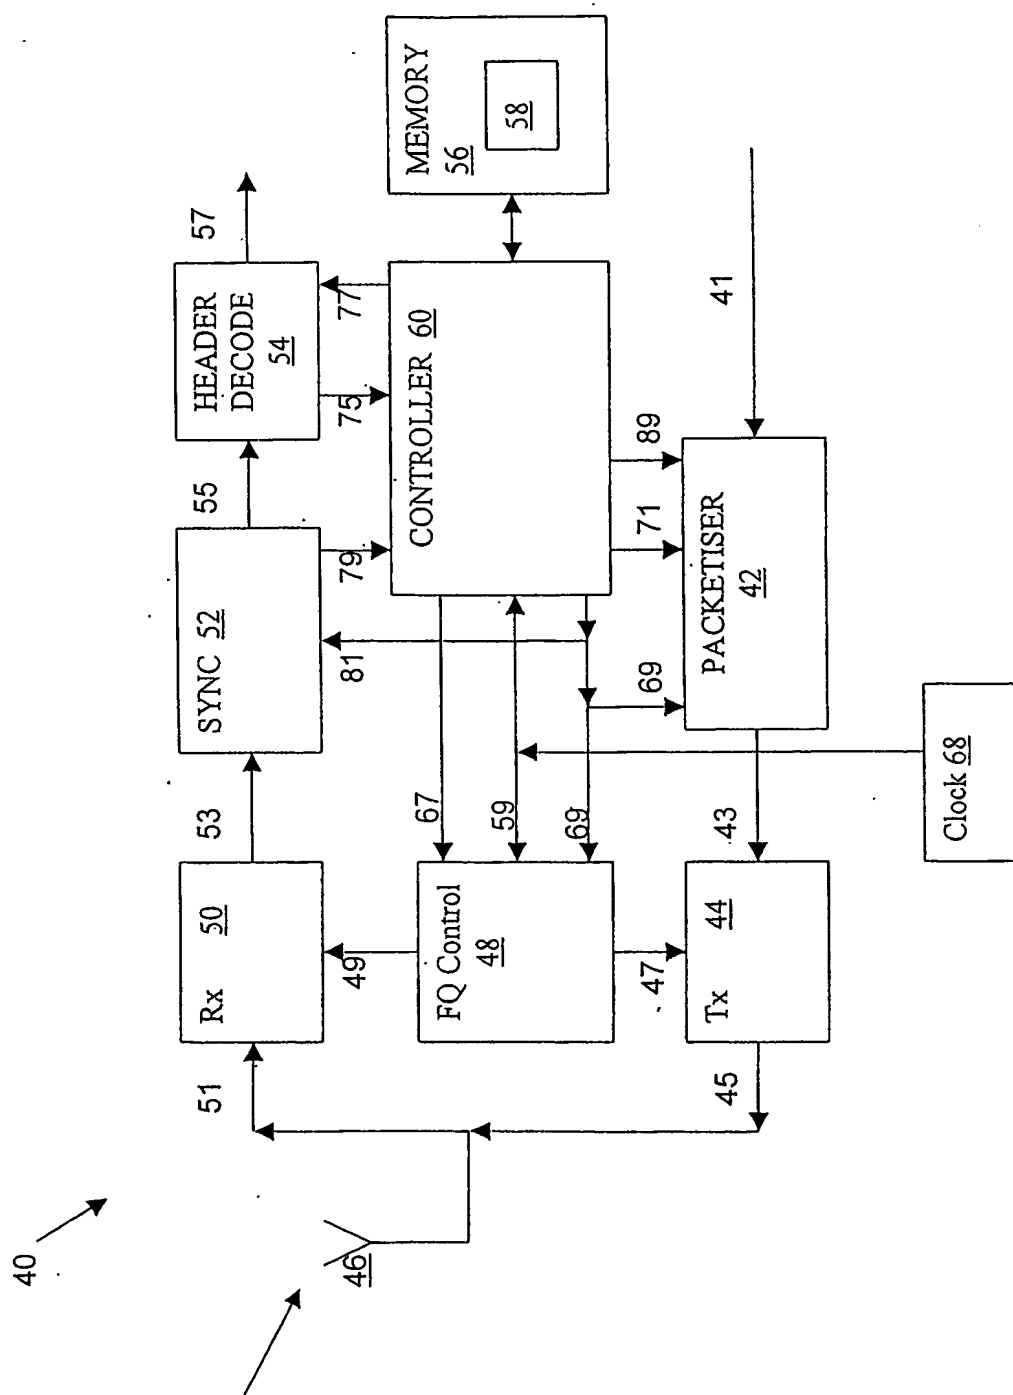 40
46
51
45
Rx 50
49
FQ Control
48
47
Tx 44
53
67
59
69
43
Clock 68
SYNC 52
81
69
79
55
HEADER
DECODE
54
75
77
57
CONTROLLER 60
71
89
PACKETISER
42
41
MEMORY
56
58